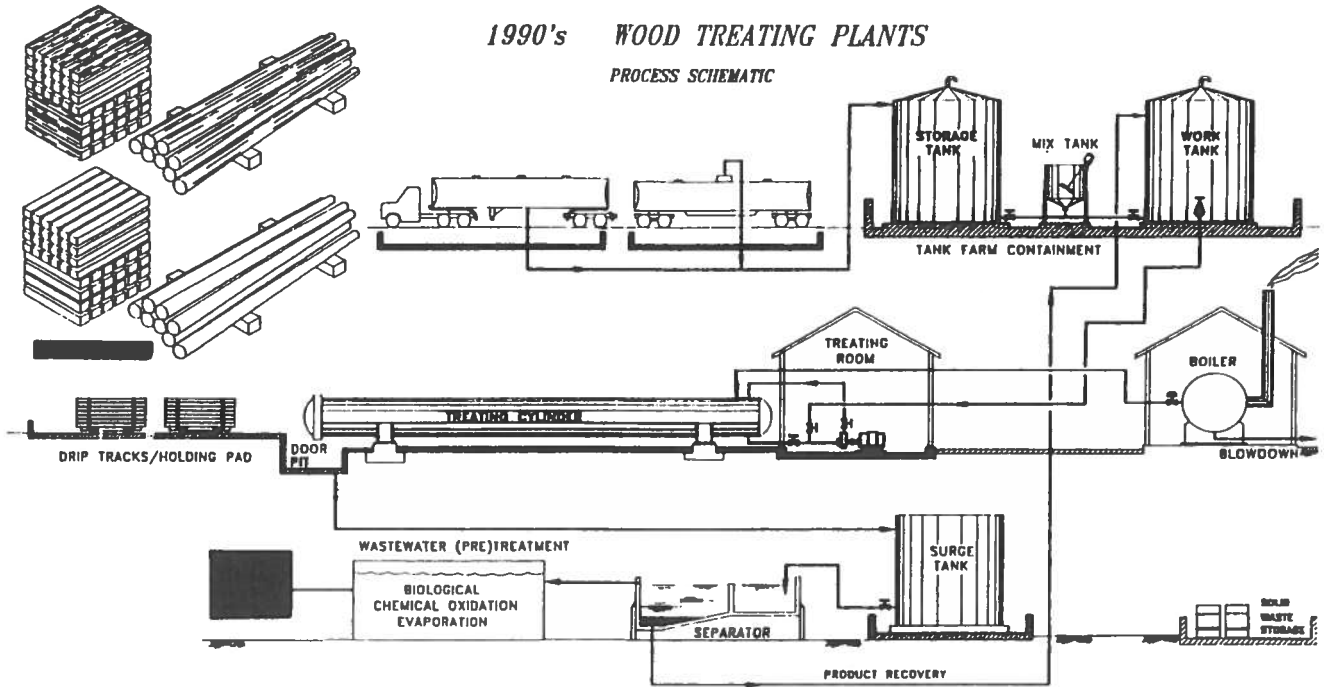 1990's WOOD TREATING PLANTS
PROCESS SCHEMATIC
STORAGE
TANK
MIX TANK
WORK
TANK
TANK FARM CONTAINMENT
TREATING
ROOM
BOILER
TREATING CYLINDER
DRIP TRACKS/HOLDING PAD
DOOR
PIT
BLOWDOWN
WASTEWATER (PRE)TREATMENT
SURGE
TANK
BIOLOGICAL
CHEMICAL OXIDATION
EVAPORATION
SEPARATOR
SOLID
WASTE
STORAGE
PRODUCT RECOVERY